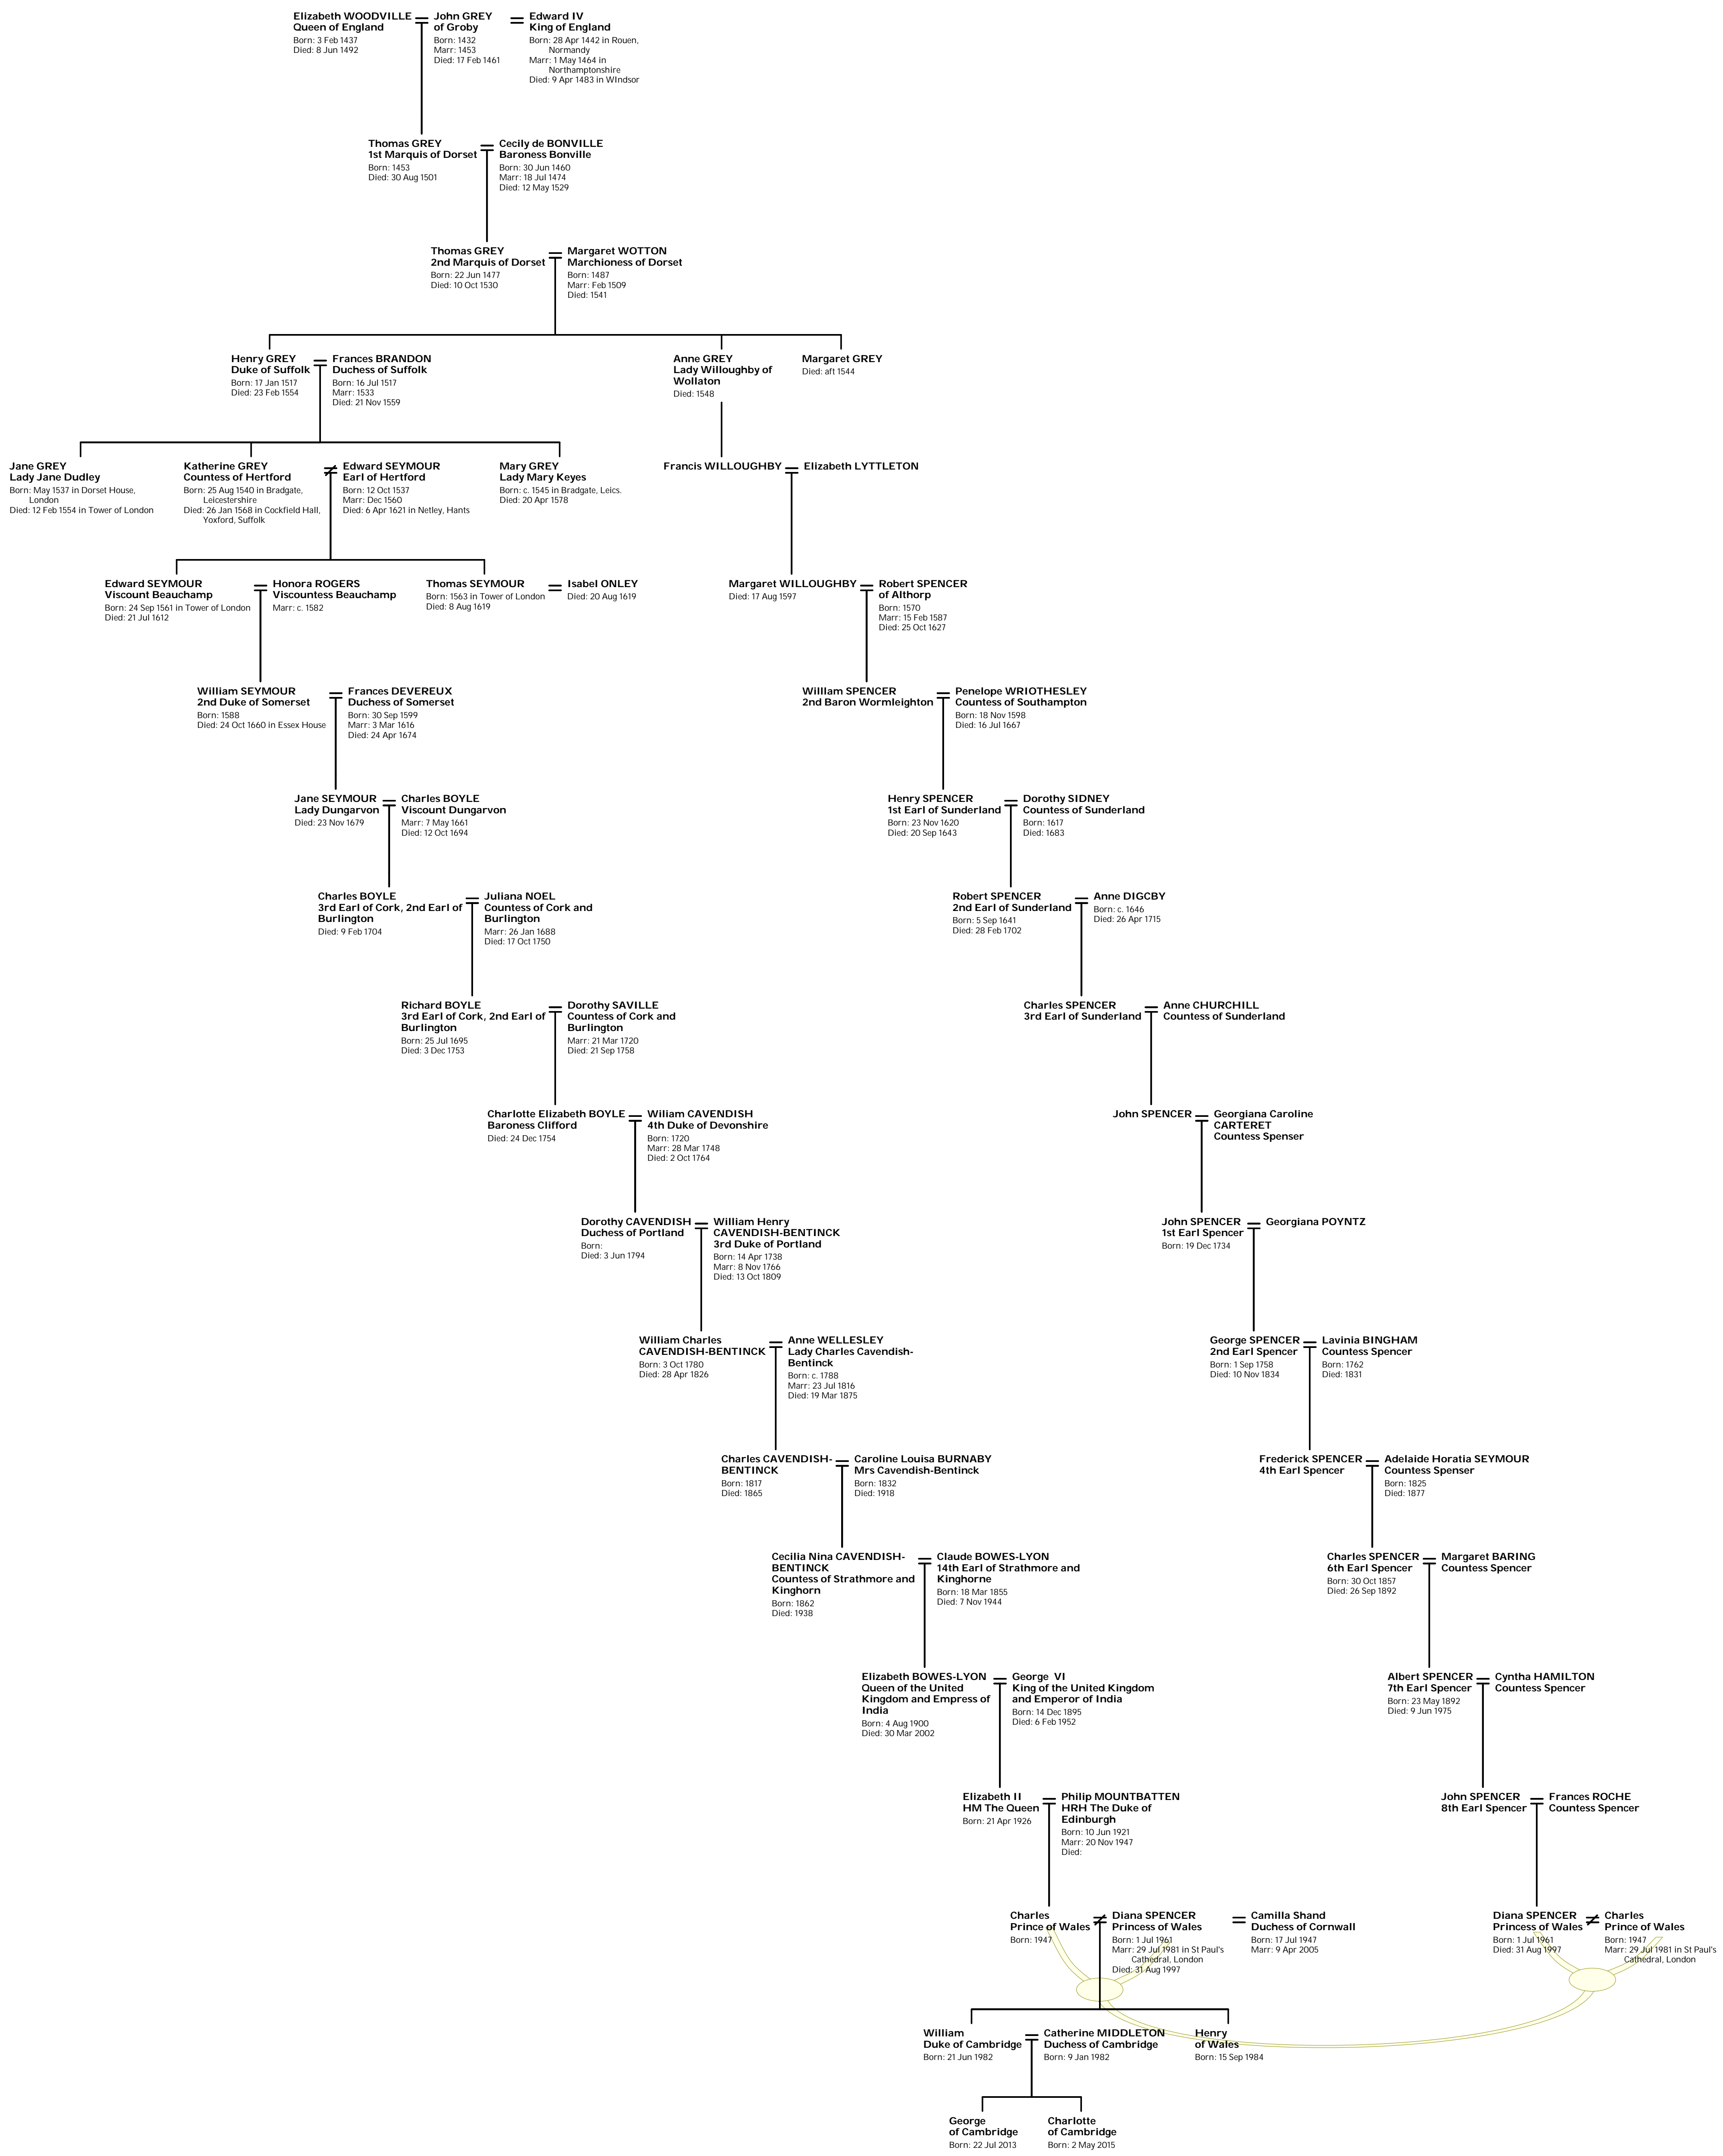 Elizabeth WOODVILLE
Queen of England
Born: 3 Feb 1437
Died: 8 Jun 1492
John GREY
of Groby
Born: 1432
Marr: 1453
Died: 17 Feb 1461
Edward IV
King of England
Born: 28 Apr 1442 in Rouen,
Normandy
Marr: 1 May 1464 in
Northamptonshire
Died: 9 Apr 1483 in WIndsor
Thomas GREY
1st Marquis of Dorset
Born: 1453
Died: 30 Aug 1501
Cecily de BONVILLE
Baroness Bonville
Born: 30 Jun 1460
Marr: 18 Jul 1474
Died: 12 May 1529
Thomas GREY
2nd Marquis of Dorset
Born: 22 Jun 1477
Died: 10 Oct 1530
Margaret WOTTON
Marchioness of Dorset
Born: 1487
Marr: Feb 1509
Died: 1541
Henry GREY
Duke of Suffolk
Born: 17 Jan 1517
Died: 23 Feb 1554
Frances BRANDON
Duchess of Suffolk
Born: 16 Jul 1517
Marr: 1533
Died: 21 Nov 1559
Anne GREY
Lady Willoughby of
Wollaton
Died: 1548
Margaret GREY
Died: aft 1544
Jane GREY
Lady Jane Dudley
Born: May 1537 in Dorset House,
London
Died: 12 Feb 1554 in Tower of London
Katherine GREY
Countess of Hertford
Born: 25 Aug 1540 in Bradgate,
Leicestershire
Died: 26 Jan 1568 in Cockfield Hall,
Yoxford, Suffolk
Edward SEYMOUR
Earl of Hertford
Born: 12 Oct 1537
Marr: Dec 1560
Died: 6 Apr 1621 in Netley, Hants
Mary GREY
Lady Mary Keyes
Born: c. 1545 in Bradgate, Leics.
Died: 20 Apr 1578
Francis WILLOUGHBY
Elizabeth LYTTLETON
Edward SEYMOUR
Viscount Beauchamp
Born: 24 Sep 1561 in Tower of London
Died: 21 Jul 1612
Honora ROGERS
Viscountess Beauchamp
Marr: c. 1582
Thomas SEYMOUR
Born: 1563 in Tower of London
Died: 8 Aug 1619
Isabel ONLEY
Died: 20 Aug 1619
Margaret WILLOUGHBY
Died: 17 Aug 1597
Robert SPENCER
of Althorp
Born: 1570
Marr: 15 Feb 1587
Died: 25 Oct 1627
William SEYMOUR
2nd Duke of Somerset
Born: 1588
Died: 24 Oct 1660 in Essex House
Frances DEVEREUX
Duchess of Somerset
Born: 30 Sep 1599
Marr: 3 Mar 1616
Died: 24 Apr 1674
Willlam SPENCER
2nd Baron Wormleighton
Penelope WRIOTHESLEY
Countess of Southampton
Born: 18 Nov 1598
Died: 16 Jul 1667
Jane SEYMOUR
Lady Dungarvon
Died: 23 Nov 1679
Charles BOYLE
Viscount Dungarvon
Marr: 7 May 1661
Died: 12 Oct 1694
Henry SPENCER
1st Earl of Sunderland
Born: 23 Nov 1620
Died: 20 Sep 1643
Dorothy SIDNEY
Countess of Sunderland
Born: 1617
Died: 1683
Charles BOYLE
3rd Earl of Cork, 2nd Earl of
Burlington
Died: 9 Feb 1704
Juliana NOEL
Countess of Cork and
Burlington
Marr: 26 Jan 1688
Died: 17 Oct 1750
Robert SPENCER
2nd Earl of Sunderland
Born: 5 Sep 1641
Died: 28 Feb 1702
Anne DIGCBY
Born: c. 1646
Died: 26 Apr 1715
Richard BOYLE
3rd Earl of Cork, 2nd Earl of
Burlington
Born: 25 Jul 1695
Died: 3 Dec 1753
Dorothy SAVILLE
Countess of Cork and
Burlington
Marr: 21 Mar 1720
Died: 21 Sep 1758
Charles SPENCER
3rd Earl of Sunderland
Anne CHURCHILL
Countess of Sunderland
Charlotte Elizabeth BOYLE
Baroness Clifford
Died: 24 Dec 1754
Wiliam CAVENDISH
4th Duke of Devonshire
Born: 1720
Marr: 28 Mar 1748
Died: 2 Oct 1764
John SPENCER
Georgiana Caroline
CARTERET
Countess Spenser
Dorothy CAVENDISH
Duchess of Portland
Born:
Died: 3 Jun 1794
William Henry
CAVENDISH-BENTINCK
3rd Duke of Portland
Born: 14 Apr 1738
Marr: 8 Nov 1766
Died: 13 Oct 1809
John SPENCER
1st Earl Spencer
Born: 19 Dec 1734
Georgiana POYNTZ
William Charles
CAVENDISH-BENTINCK
Born: 3 Oct 1780
Died: 28 Apr 1826
Anne WELLESLEY
Lady Charles Cavendish-
Bentinck
Born: c. 1788
Marr: 23 Jul 1816
Died: 19 Mar 1875
George SPENCER
2nd Earl Spencer
Born: 1 Sep 1758
Died: 10 Nov 1834
Lavinia BINGHAM
Countess Spencer
Born: 1762
Died: 1831
Charles CAVENDISH-
BENTINCK
Born: 1817
Died: 1865
Caroline Louisa BURNABY
Mrs Cavendish-Bentinck
Born: 1832
Died: 1918
Frederick SPENCER
4th Earl Spencer
Adelaide Horatia SEYMOUR
Countess Spenser
Born: 1825
Died: 1877
Cecilia Nina CAVENDISH-
BENTINCK
Countess of Strathmore and
Kinghorn
Born: 1862
Died: 1938
Claude BOWES-LYON
14th Earl of Strathmore and
Kinghorne
Born: 18 Mar 1855
Died: 7 Nov 1944
Charles SPENCER
6th Earl Spencer
Born: 30 Oct 1857
Died: 26 Sep 1892
Margaret BARING
Countess Spencer
Elizabeth BOWES-LYON
Queen of the United
Kingdom and Empress of
India
Born: 4 Aug 1900
Died: 30 Mar 2002
George VI
King of the United Kingdom
and Emperor of India
Born: 14 Dec 1895
Died: 6 Feb 1952
Albert SPENCER
7th Earl Spencer
Born: 23 May 1892
Died: 9 Jun 1975
Cyntha HAMILTON
Countess Spencer
Elizabeth II
HM The Queen
Born: 21 Apr 1926
Philip MOUNTBATTEN
HRH The Duke of
Edinburgh
Born: 10 Jun 1921
Marr: 20 Nov 1947
Died:
John SPENCER
8th Earl Spencer
Frances ROCHE
Countess Spencer
Charles
Prince of Wales
Born: 1947
Diana SPENCER
Princess of Wales
Born: 1 Jul 1961
Marr: 29 Jul 1981 in St Paul's
Cathedral, London
Died: 31 Aug 1997
Camilla Shand
Duchess of Cornwall
Born: 17 Jul 1947
Marr: 9 Apr 2005
Diana SPENCER
Princess of Wales
Born: 1 Jul 1961
Died: 31 Aug 1997
Charles
Prince of Wales
Born: 1947
Marr: 29 Jul 1981 in St Paul's
Cathedral, London
William
Duke of Cambridge
Born: 21 Jun 1982
Catherine MIDDLETON
Duchess of Cambridge
Born: 9 Jan 1982
Henry
of Wales
Born: 15 Sep 1984
George
of Cambridge
Born: 22 Jul 2013
Charlotte
of Cambridge
Born: 2 May 2015